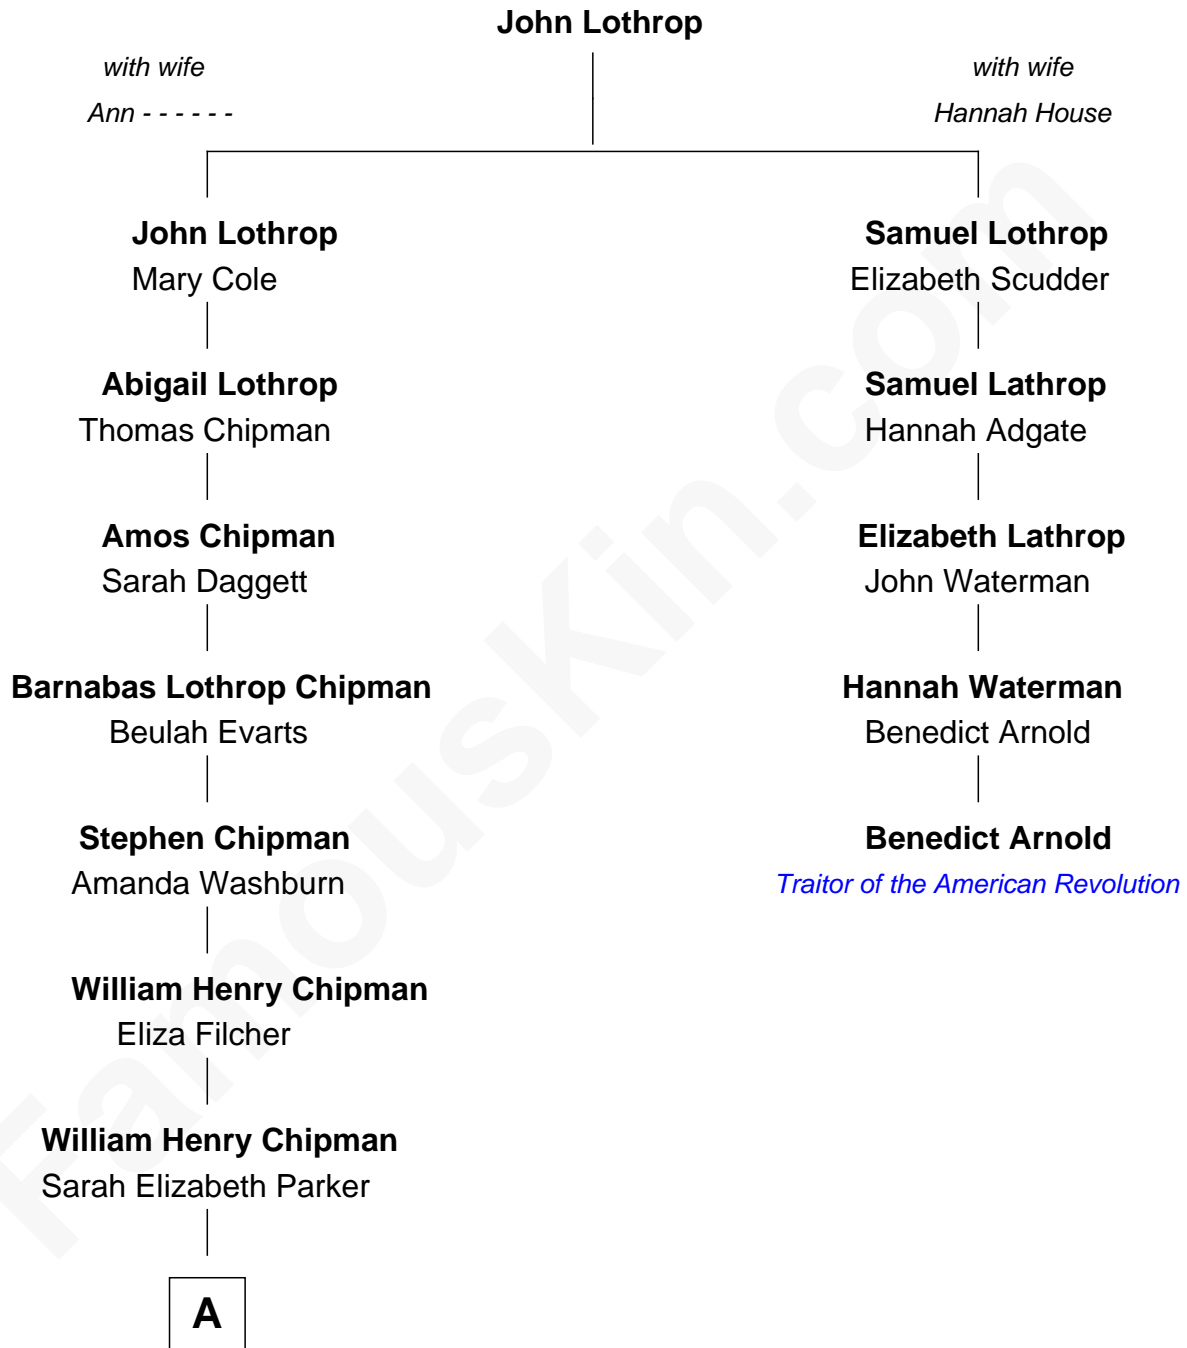 John Lothrop
with wife
Ann - - - - - -
with wife
Hannah House
John Lothrop
Mary Cole
Samuel Lothrop
Elizabeth Scudder
Abigail Lothrop
Thomas Chipman
Samuel Lathrop
Hannah Adgate
Amos Chipman
Sarah Daggett
Elizabeth Lathrop
John Waterman
Barnabas Lothrop Chipman
Beulah Evarts
Hannah Waterman
Benedict Arnold
Stephen Chipman
Amanda Washburn
Benedict Arnold
Traitor of the American Revolution
William Henry Chipman
Eliza Filcher
William Henry Chipman
Sarah Elizabeth Parker
A
FamousKin.com